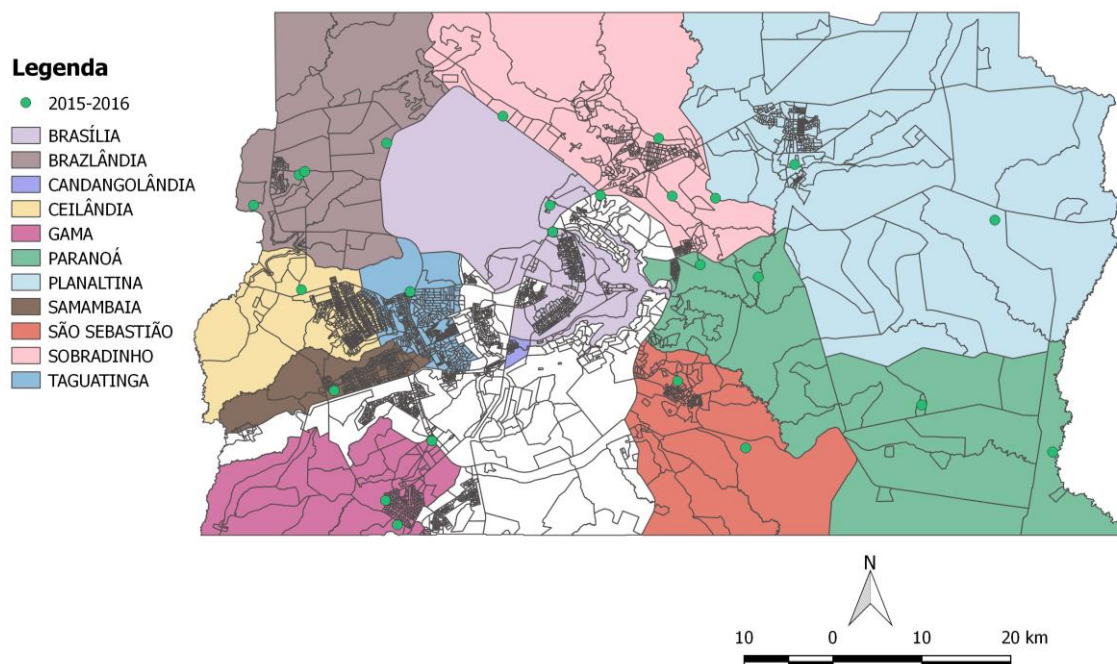 Legenda
2015-2016
BRASÍLIA
BRAZLÂNDIA
CANDANGOLÂNDIA
CEILÂNDIA
GAMA
PARANOÁ
PLANALTINA
SAMAMBAIA
SÃO SEBASTIÃO
SOBRADINHO
TAGUATINGA
N
10 0 10 20 km